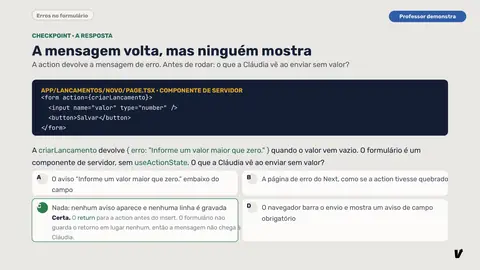 Erros no formulário
Professor demonstra
CHECKPOINT · A RESPOSTA
A mensagem volta, mas ninguém mostra
A action devolve a mensagem de erro. Antes de rodar: o que a Cláudia vê ao enviar sem valor?
APP/LANCAMENTOS/NOVO/PAGE.TSX · COMPONENTE DE SERVIDOR
<form action={criarLancamento}>
<input name="valor" type="number" />
<button>Salvar</button>
</form>
A criarLancamento devolve { erro: "Informe um valor maior que zero." } quando o valor vem vazio. O formulário é um
componente de servidor, sem useActionState. O que a Cláudia vê ao enviar sem valor?
A
O aviso "Informe um valor maior que zero." embaixo do
campo
B
A página de erro do Next, como se a action tivesse quebrado
Nada: nenhum aviso aparece e nenhuma linha é gravada
Certa. O return para a action antes do insert. O formulário não
guarda o retorno em lugar nenhum, então a mensagem não chega à
Cláudia.
D
O navegador barra o envio e mostra um aviso de campo
obrigatório